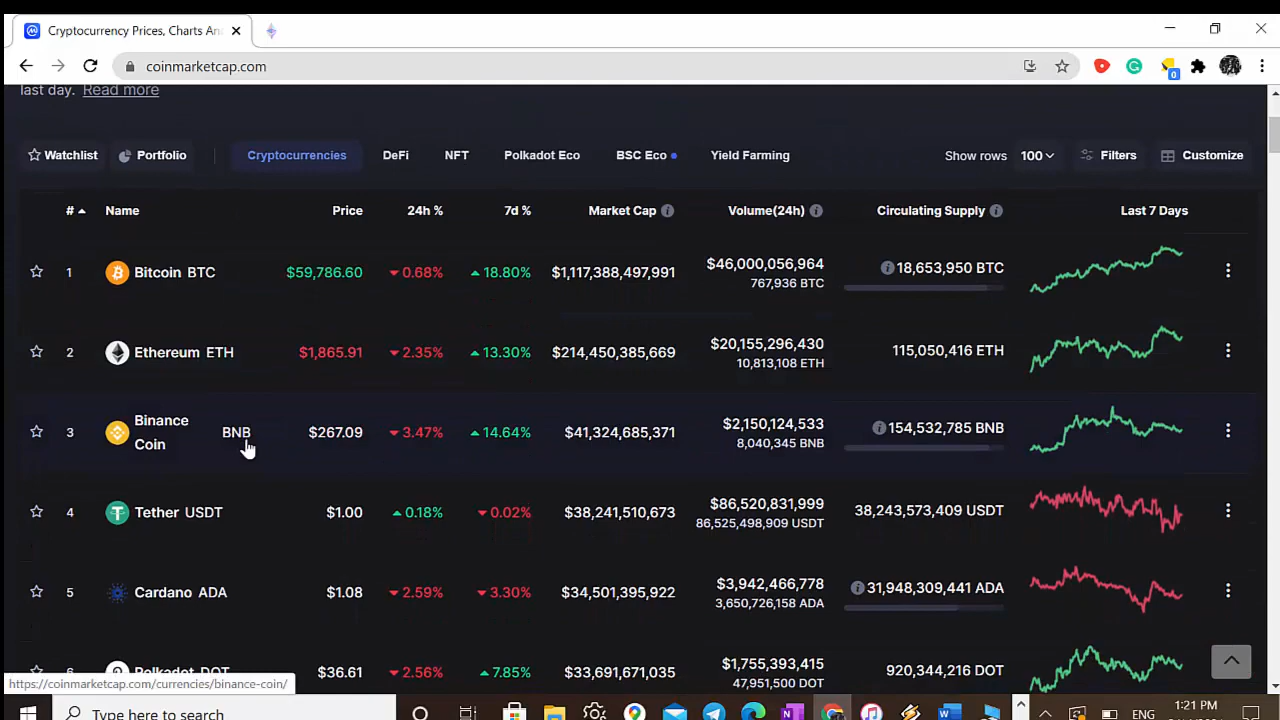 Cryptocurrency Prices, Charts An
coinmarketcap.com
0
last day. Read more
Watchlist Portfolio Cryptocurrencies DeFi NFT Polkadot Eco BSC Eco Yield Farming Show rows 100 Filters Customize
# Name Price 24h % 7d % Market Cap Volume(24h) Circulating Supply Last 7 Days
1 Bitcoin BTC $59,786.60 0.68% 18.80% $1,117,388,497,991 $46,000,056,964 18,653,950 BTC
767,936 BTC
2 Ethereum ETH $1,865.91 2.35% 13.30% $214,450,385,669 $20,155,296,430 115,050,416 ETH
10,813,108 ETH
3 Binance Coin BNB $267.09 3.47% 14.64% $41,324,685,371 $2,150,124,533 154,532,785 BNB
8,040,345 BNB
4 Tether USDT $1.00 0.18% 0.02% $38,241,510,673 $86,520,831,999 38,243,573,409 USDT
86,525,498,909 USDT
5 Cardano ADA $1.08 2.59% 3.30% $34,501,395,922 $3,942,466,778 31,948,309,441 ADA
3,650,726,158 ADA
6 Polkadot DOT $36.61 2.56% 7.85% $33,691,671,035 $1,755,393,415 920,344,216 DOT
47,951,500 DOT
https://coinmarketcap.com/currencies/binance-coin/
Type here to search
ENG
1:21 PM